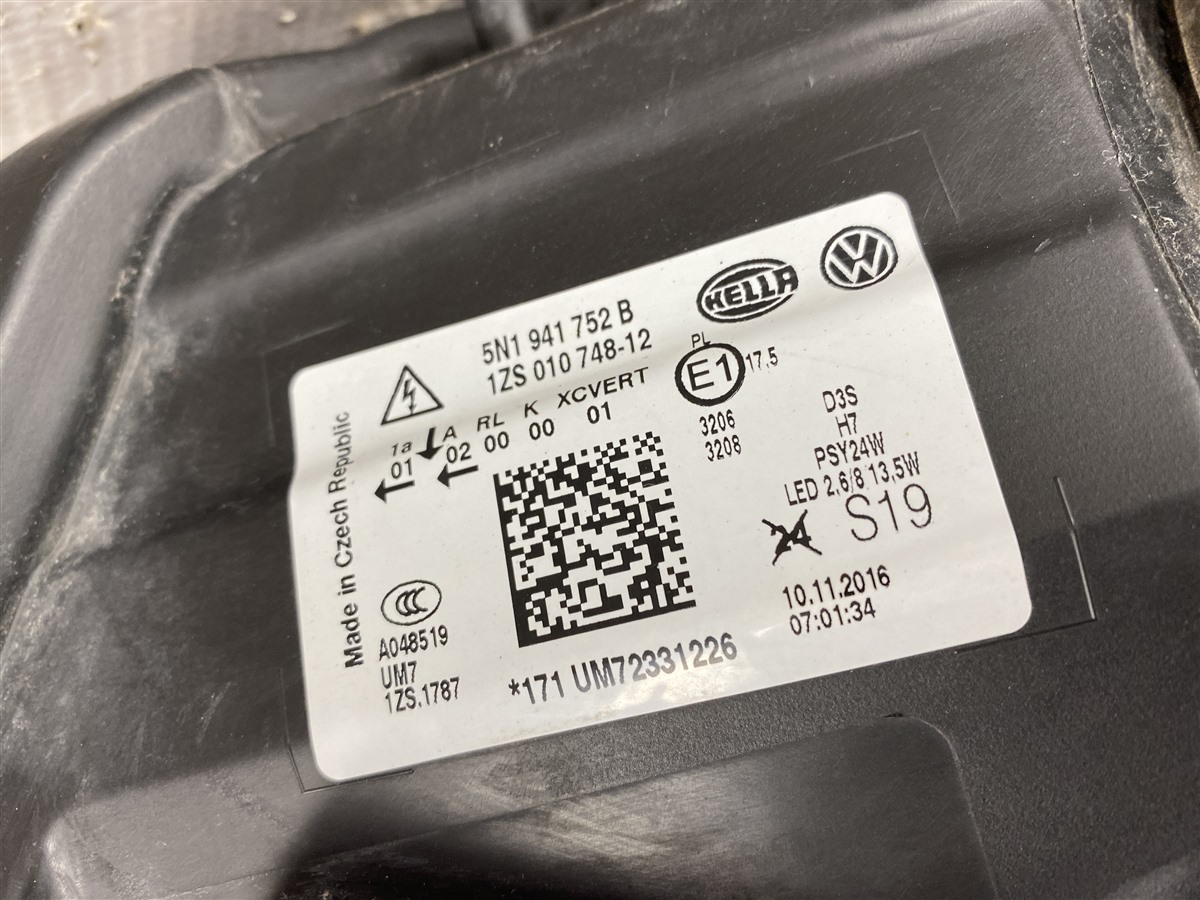 HELLA
VW
5N1 941 752 B
1ZS 010 748-12
1a A RL K XCVERT
01 02 00 00 01
PL
E1 17,5
3206
3208
D3S
H7
PSY24W
LED 2,6/8 13,5W
S19
10.11.2016
07:01:34
Made in Czech Republic
CCC
A048519
UM7
1ZS.1787
*171 UM72331226